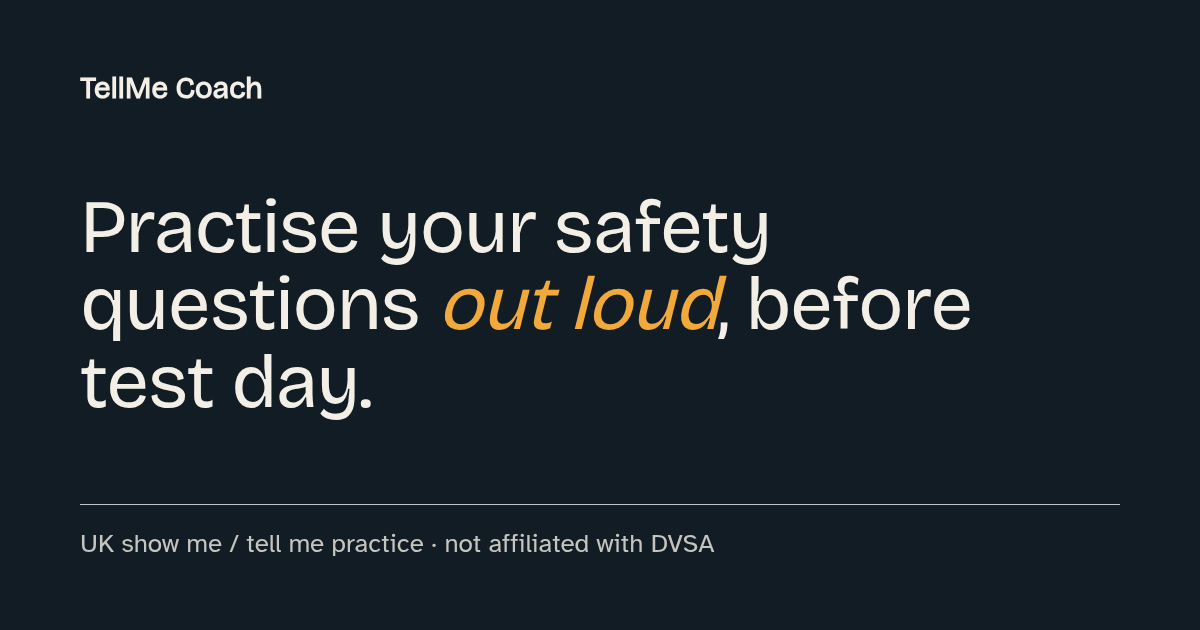 TellMe Coach
Practise your safety
questions out loud, before
test day.
UK show me / tell me practice · not affiliated with DVSA